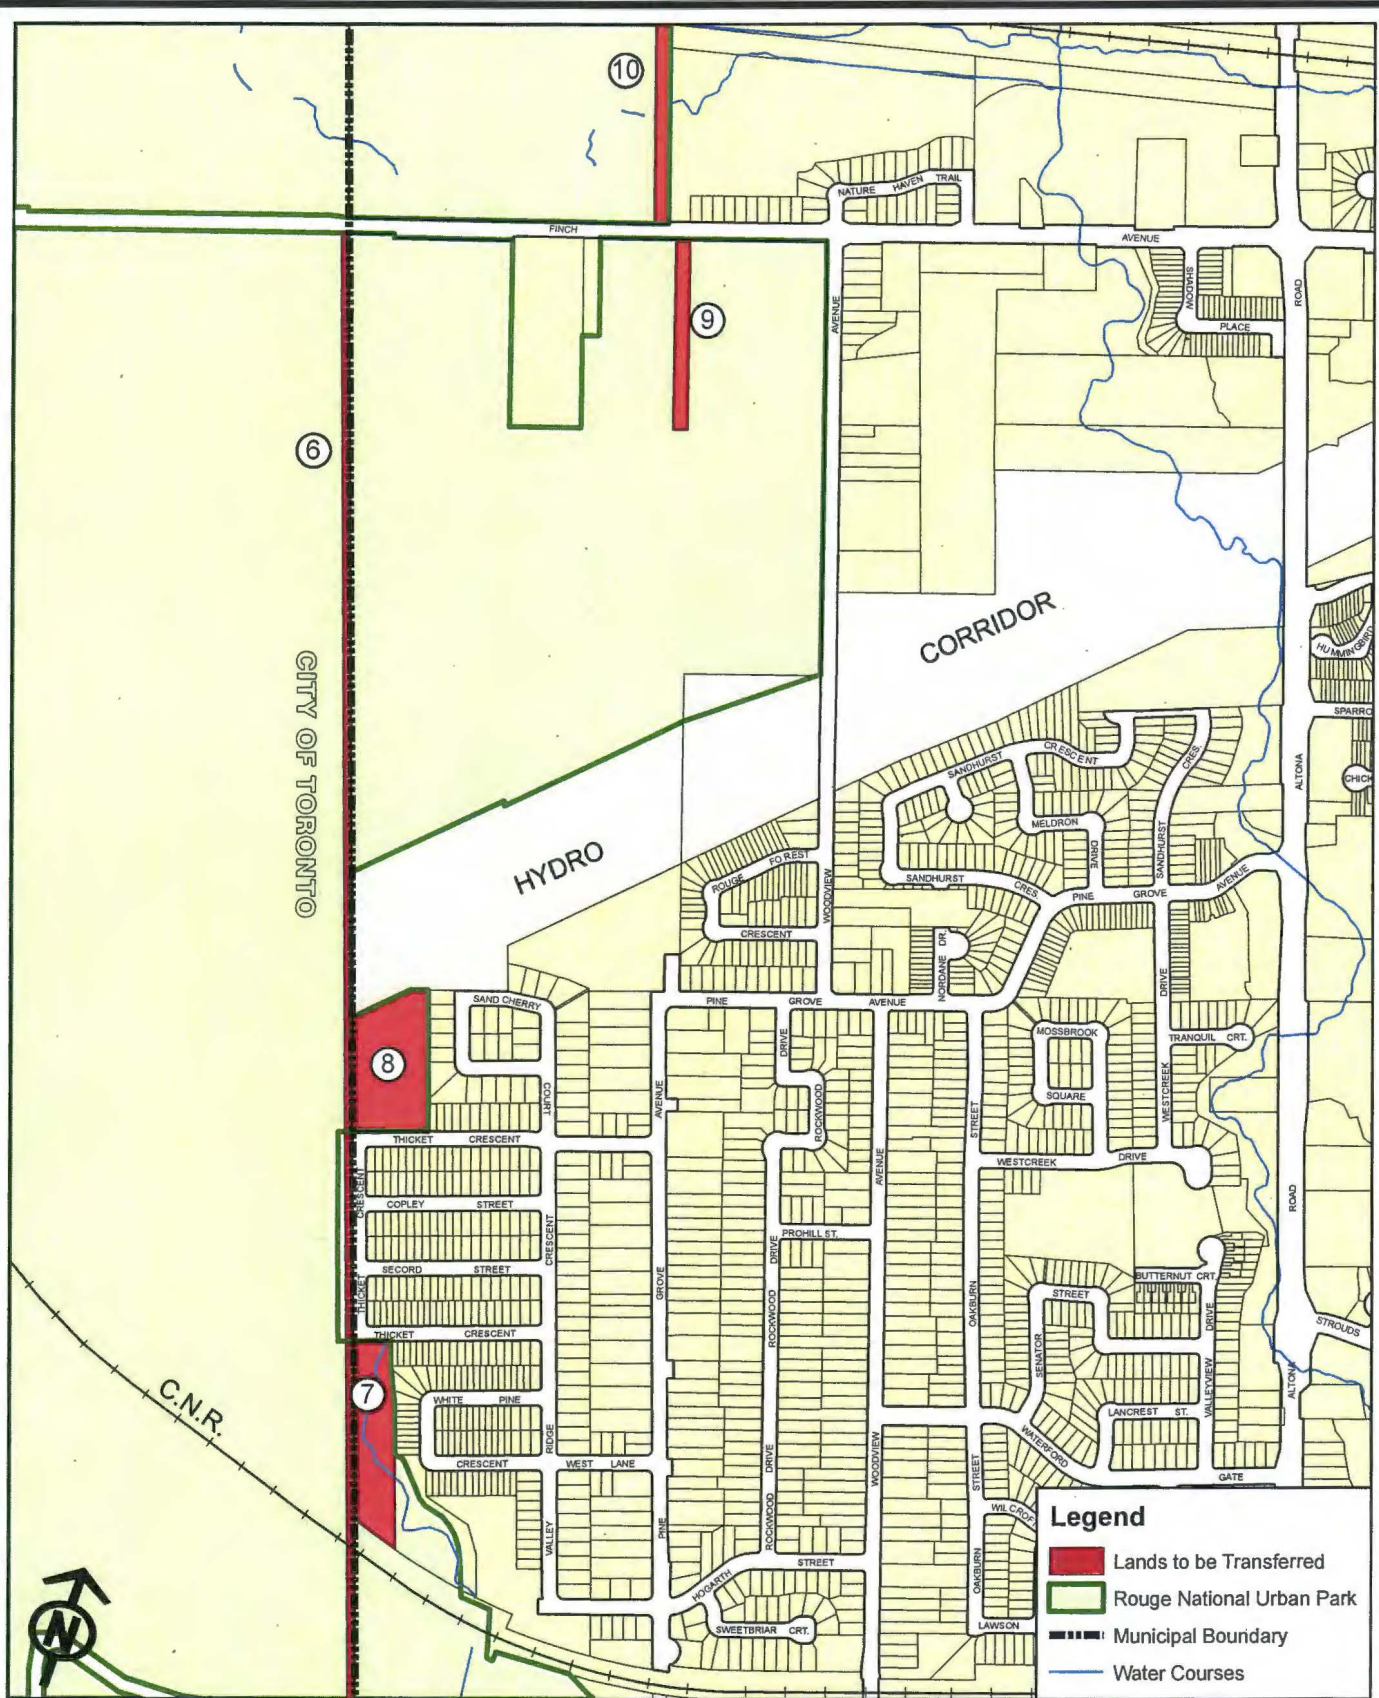 10
NATURE HAVEN TRAIL
FINCH
AVENUE
SHADOW
PLACE
ROAD
AVENUE
9
6
CORRIDOR
HUMMINGBIRD
SPARRO
CITY OF TORONTO
SANDHURST
CRESCENT
CRES.
ALTONA
CHICK
MELDRON
DRIVE
SANDHURST
HYDRO
ROUGE
FOREST
CRESCENT
WOODVIEW
SANDHURST
CRES.
PINE
GROVE
AVENUE
NORDANE DR.
DRIVE
SAND CHERRY
COURT
PINE
GROVE
AVENUE
8
AVENUE
DRIVE
ROCKWOOD
MOSSBROOK
SQUARE
TRANQUIL CRT.
WESTCREEK
STREET
THICKET
CRESCENT
CRESCENT
COPLEY
STREET
CRESCENT
AVENUE
WESTCREEK
DRIVE
ROAD
PROHILL ST.
DRIVE
SECORD
STREET
THICKET
GROVE
ROCKWOOD
OAKBURN
BUTTERNUT CRT.
STREET
DRIVE
STROUDS
THICKET
CRESCENT
SENATOR
VALLEYVIEW
ALTONA
7
C.N.R.
WHITE PINE
CRESCENT
RIDGE
WEST LANE
DRIVE
WOODVIEW
LANCREST ST.
WATERFORD
GATE
STREET
WILCROF
VALLEY
PINE
ROCKWOOD
HOGARTH
STREET
OAKBURN
SWEETBRIAR CRT.
LAWSON
N
Legend
Lands to be Transferred
Rouge National Urban Park
Municipal Boundary
Water Courses